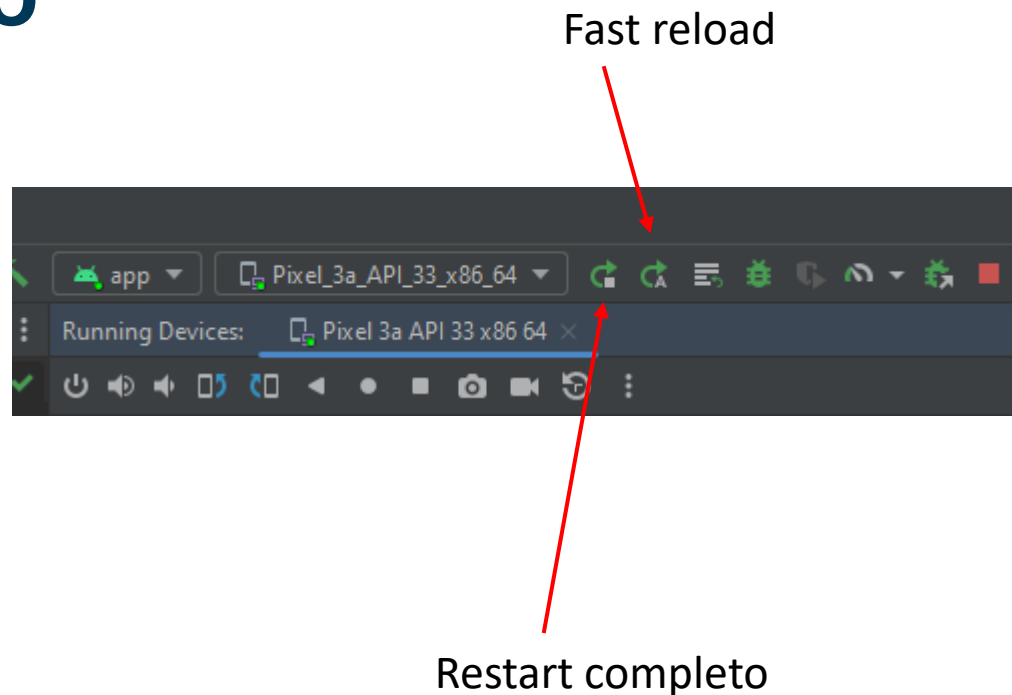 Fast reload
app
Pixel_3a_API_33_x86_64
Running Devices: Pixel 3a API 33 x86 64
Restart completo